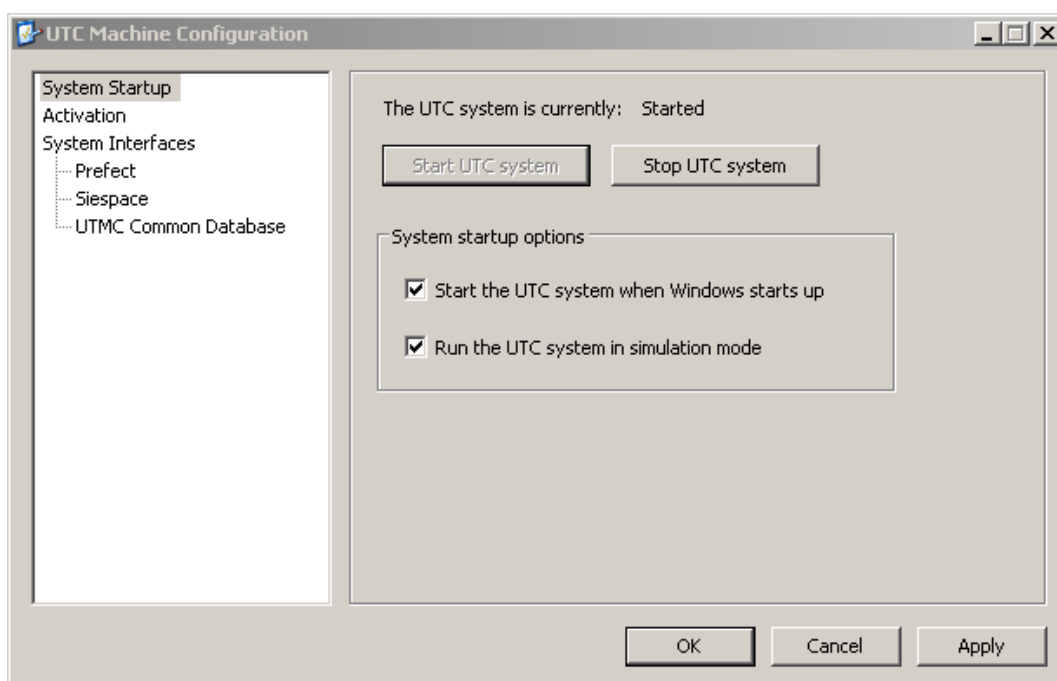 UTC Machine Configuration
System Startup
Activation
System Interfaces
Prefect
Siespace
UTMC Common Database
The UTC system is currently: Started
Start UTC system Stop UTC system
System startup options
Start the UTC system when Windows starts up
Run the UTC system in simulation mode
OK Cancel Apply